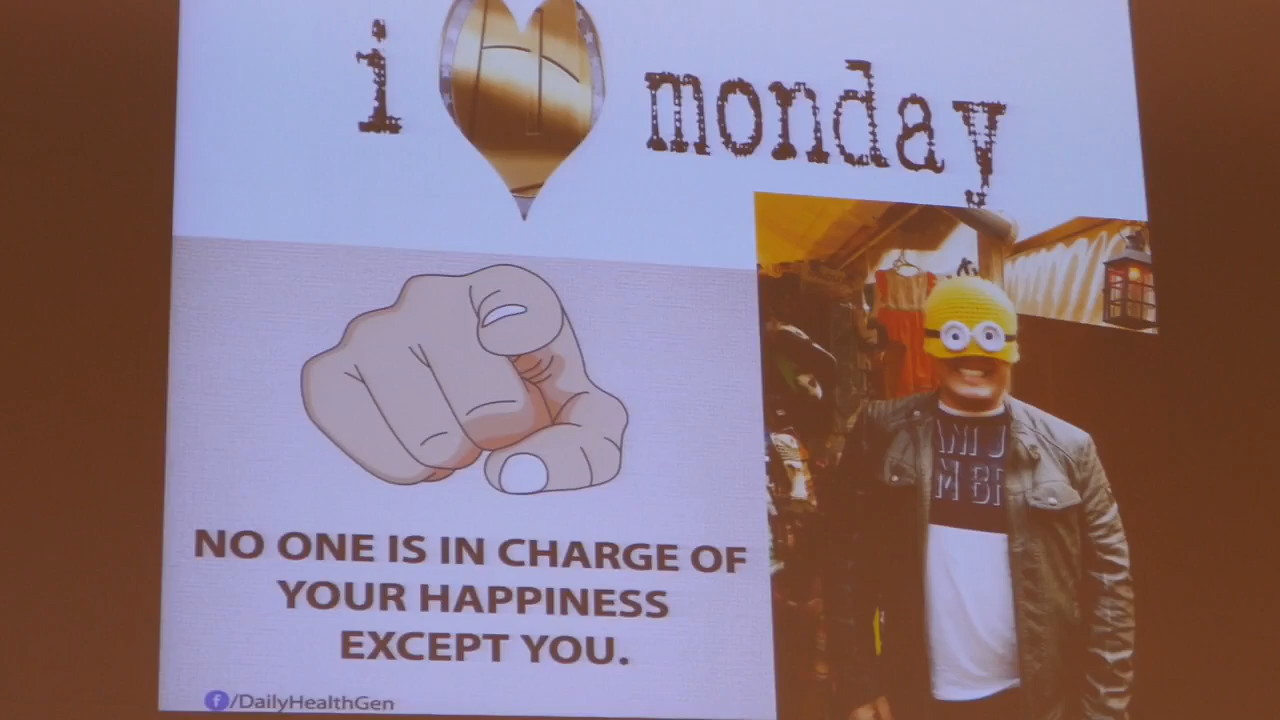 i monday
NO ONE IS IN CHARGE OF
YOUR HAPPINESS
EXCEPT YOU.
f/DailyHealthGen